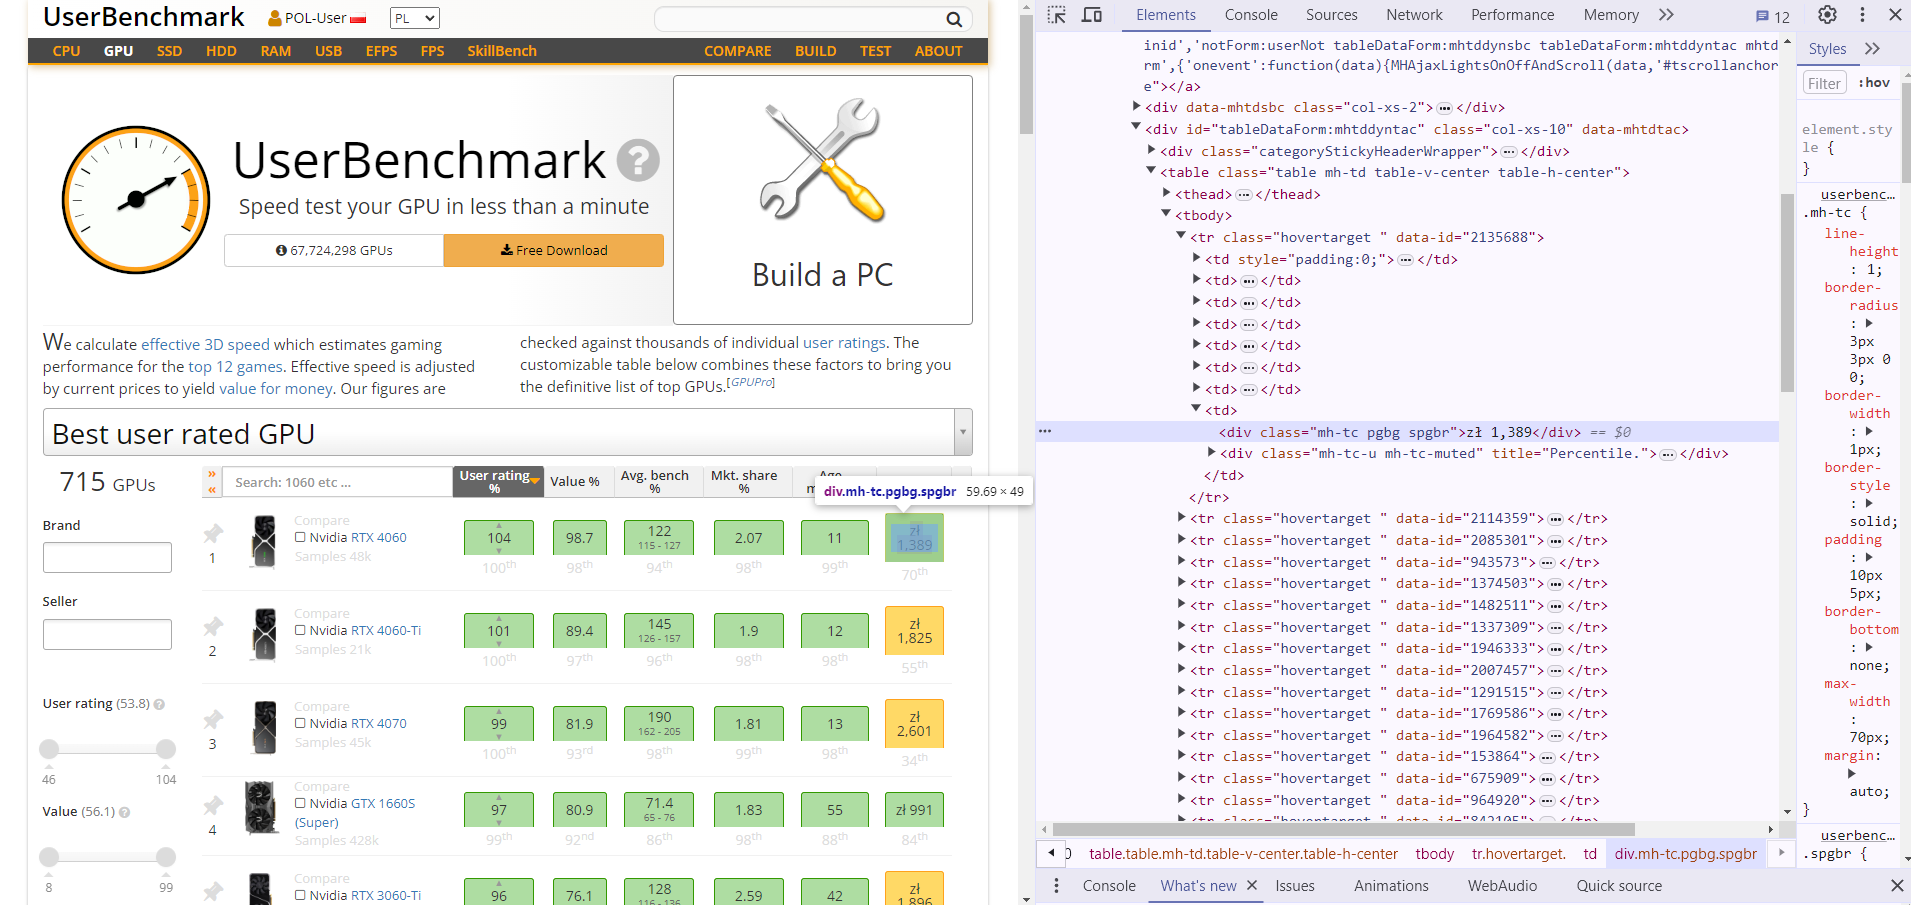 UserBenchmark
POL-User
PL
CPU GPU SSD HDD RAM USB EFPS FPS SkillBench COMPARE BUILD TEST ABOUT
UserBenchmark ?
Speed test your GPU in less than a minute
67,724,298 GPUs
Free Download
Build a PC
We calculate effective 3D speed which estimates gaming
performance for the top 12 games. Effective speed is adjusted
by current prices to yield value for money. Our figures are
checked against thousands of individual user ratings. The
customizable table below combines these factors to bring you
the definitive list of top GPUs.[GPUPro]
Best user rated GPU
715 GPUs
Brand
Seller
User rating (53.8) ?
46 104
Value (56.1) ?
8 99
» «
Search: 1060 etc ...
User rating %
Value %
Avg. bench %
Mkt. share %
div.mh-tc.pgbg.spgbr 59.69 × 49
1
Compare
Nvidia RTX 4060
Samples 48k
104 98.7 122 2.07 11 zł 1,389
115 - 127
100th 98th 94th 98th 99th 70th
2
Compare
Nvidia RTX 4060-Ti
Samples 21k
101 89.4 145 1.9 12 zł 1,825
126 - 157
100th 97th 96th 98th 98th 55th
3
Compare
Nvidia RTX 4070
Samples 45k
99 81.9 190 1.81 13 zł 2,601
162 - 205
100th 93rd 98th 99th 98th 34th
4
Compare
Nvidia GTX 1660S
(Super)
Samples 428k
97 80.9 71.4 1.83 55 zł 991
65 - 76
99th 92nd 86th 98th 88th 84th
Compare
Nvidia RTX 3060-Ti
96 76.1 128 2.59 42 zł 1,896
116 - 136
Elements Console Sources Network Performance Memory » 12
inid','notForm:userNot tableDataForm:mhtddynsbc tableDataForm:mhtddyntac mhtd
rm',{'onevent':function(data){MHAjaxLightsOnOffAndScroll(data,'#tscrollanchor
e"></a>
<div data-mhtdsbc class="col-xs-2">…</div>
<div id="tableDataForm:mhtddyntac" class="col-xs-10" data-mhtdtac>
<div class="categoryStickyHeaderWrapper">…</div>
<table class="table mh-td table-v-center table-h-center">
<thead>…</thead>
<tbody>
<tr class="hovertarget " data-id="2135688">
<td style="padding:0;">…</td>
<td>…</td>
<td>…</td>
<td>…</td>
<td>…</td>
<td>…</td>
<td>…</td>
<td>
<div class="mh-tc pgbg spgbr">zł 1,389</div> == $0
<div class="mh-tc-u mh-tc-muted" title="Percentile.">…</div>
</td>
</tr>
<tr class="hovertarget " data-id="2114359">…</tr>
<tr class="hovertarget " data-id="2085301">…</tr>
<tr class="hovertarget " data-id="943573">…</tr>
<tr class="hovertarget " data-id="1374503">…</tr>
<tr class="hovertarget " data-id="1482511">…</tr>
<tr class="hovertarget " data-id="1337309">…</tr>
<tr class="hovertarget " data-id="1946333">…</tr>
<tr class="hovertarget " data-id="2007457">…</tr>
<tr class="hovertarget " data-id="1291515">…</tr>
<tr class="hovertarget " data-id="1769586">…</tr>
<tr class="hovertarget " data-id="1964582">…</tr>
<tr class="hovertarget " data-id="153864">…</tr>
<tr class="hovertarget " data-id="675909">…</tr>
<tr class="hovertarget " data-id="964920">…</tr>
<tr class="hovertarget " data-id="842105">…</tr>
table.table.mh-td.table-v-center.table-h-center tbody tr.hovertarget. td div.mh-tc.pgbg.spgbr
Console What's new Issues Animations WebAudio Quick source
Styles »
Filter :hov
element.sty
le {
}
userbenc…
.mh-tc {
line-
height
: 1;
border-
radius
:
3px
3px 0
0;
border-
width
:
1px;
border-
style
:
solid;
padding
:
10px
5px;
border-
bottom
:
none;
max-
width
:
70px;
margin:
auto;
}
userbenc…
.spgbr {